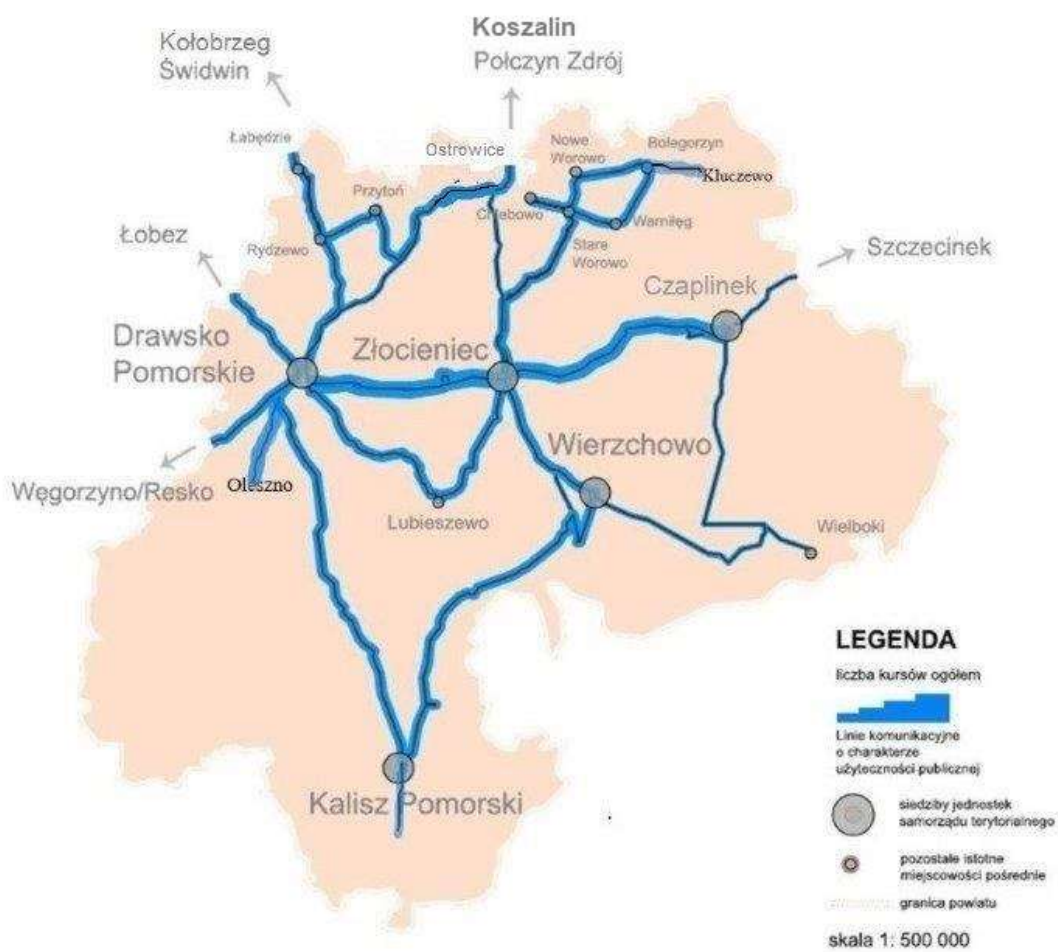 Koszalin
Połczyn Zdrój
Kołobrzeg
Świdwin
Łabędzie
Ostrowice
Nowe
Worowo
Bolegorzyn
Kluczewo
Przytoń
Chlebowo
Warniłęg
Rydzewo
Stare
Worowo
Łobez
Szczecinek
Czaplinek
Drawsko
Pomorskie
Złocieniec
Wierzchowo
Węgorzyno/Resko
Oleszno
Lubieszewo
Wielboki
Kalisz Pomorski
LEGENDA
liczba kursów ogółem
Linie komunikacyjne
o charakterze
użyteczności publicznej
siedziby jednostek
samorządu terytorialnego
pozostałe istotne
miejscowości pośrednie
granica powiatu
skala 1: 500 000